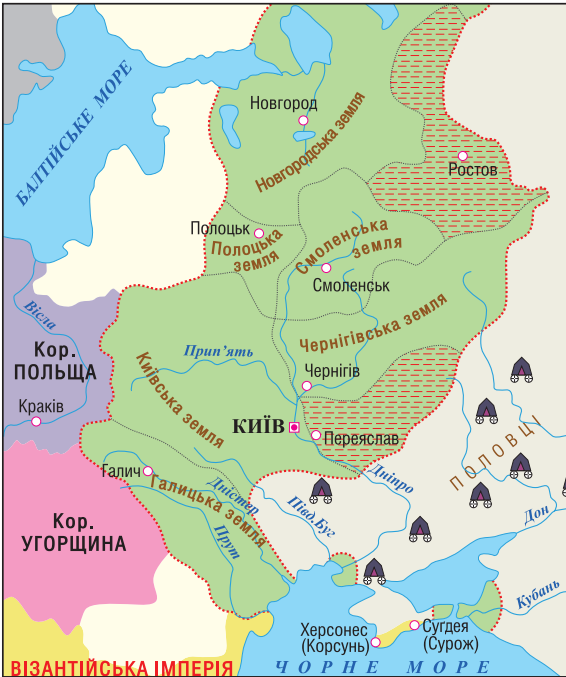 БАЛТІЙСЬКЕ МОРЕ
Новгород
Новгородська земля
Ростов
Полоцьк
Полоцька
земля
Смоленська
земля
Смоленськ
Чернігівська земля
Вісла
Кор.
ПОЛЬЩА
Краків
Прип’ять
Київська земля
Чернігів
КИЇВ
Переяслав
ПОЛОВЦІ
Галич
Галицька земля
Дністер
Прут
Півд.Буг
Дніпро
Дон
Кор.
УГОРЩИНА
Кубань
Херсонес
(Корсунь)
Сугдея
(Сурож)
ВІЗАНТІЙСЬКА ІМПЕРІЯ
ЧОРНЕ МОРЕ